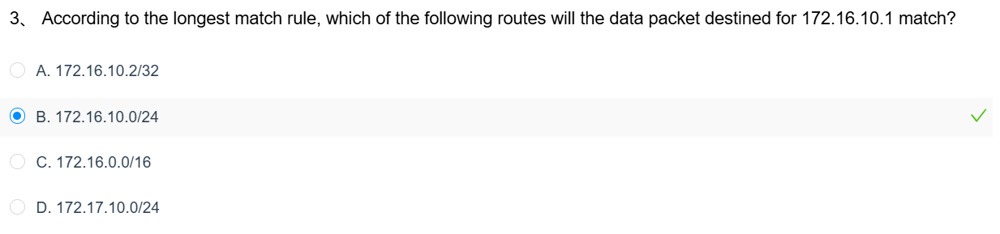 3、 According to the longest match rule, which of the following routes will the data packet destined for 172.16.10.1 match?
A. 172.16.10.2/32
B. 172.16.10.0/24
C. 172.16.0.0/16
D. 172.17.10.0/24